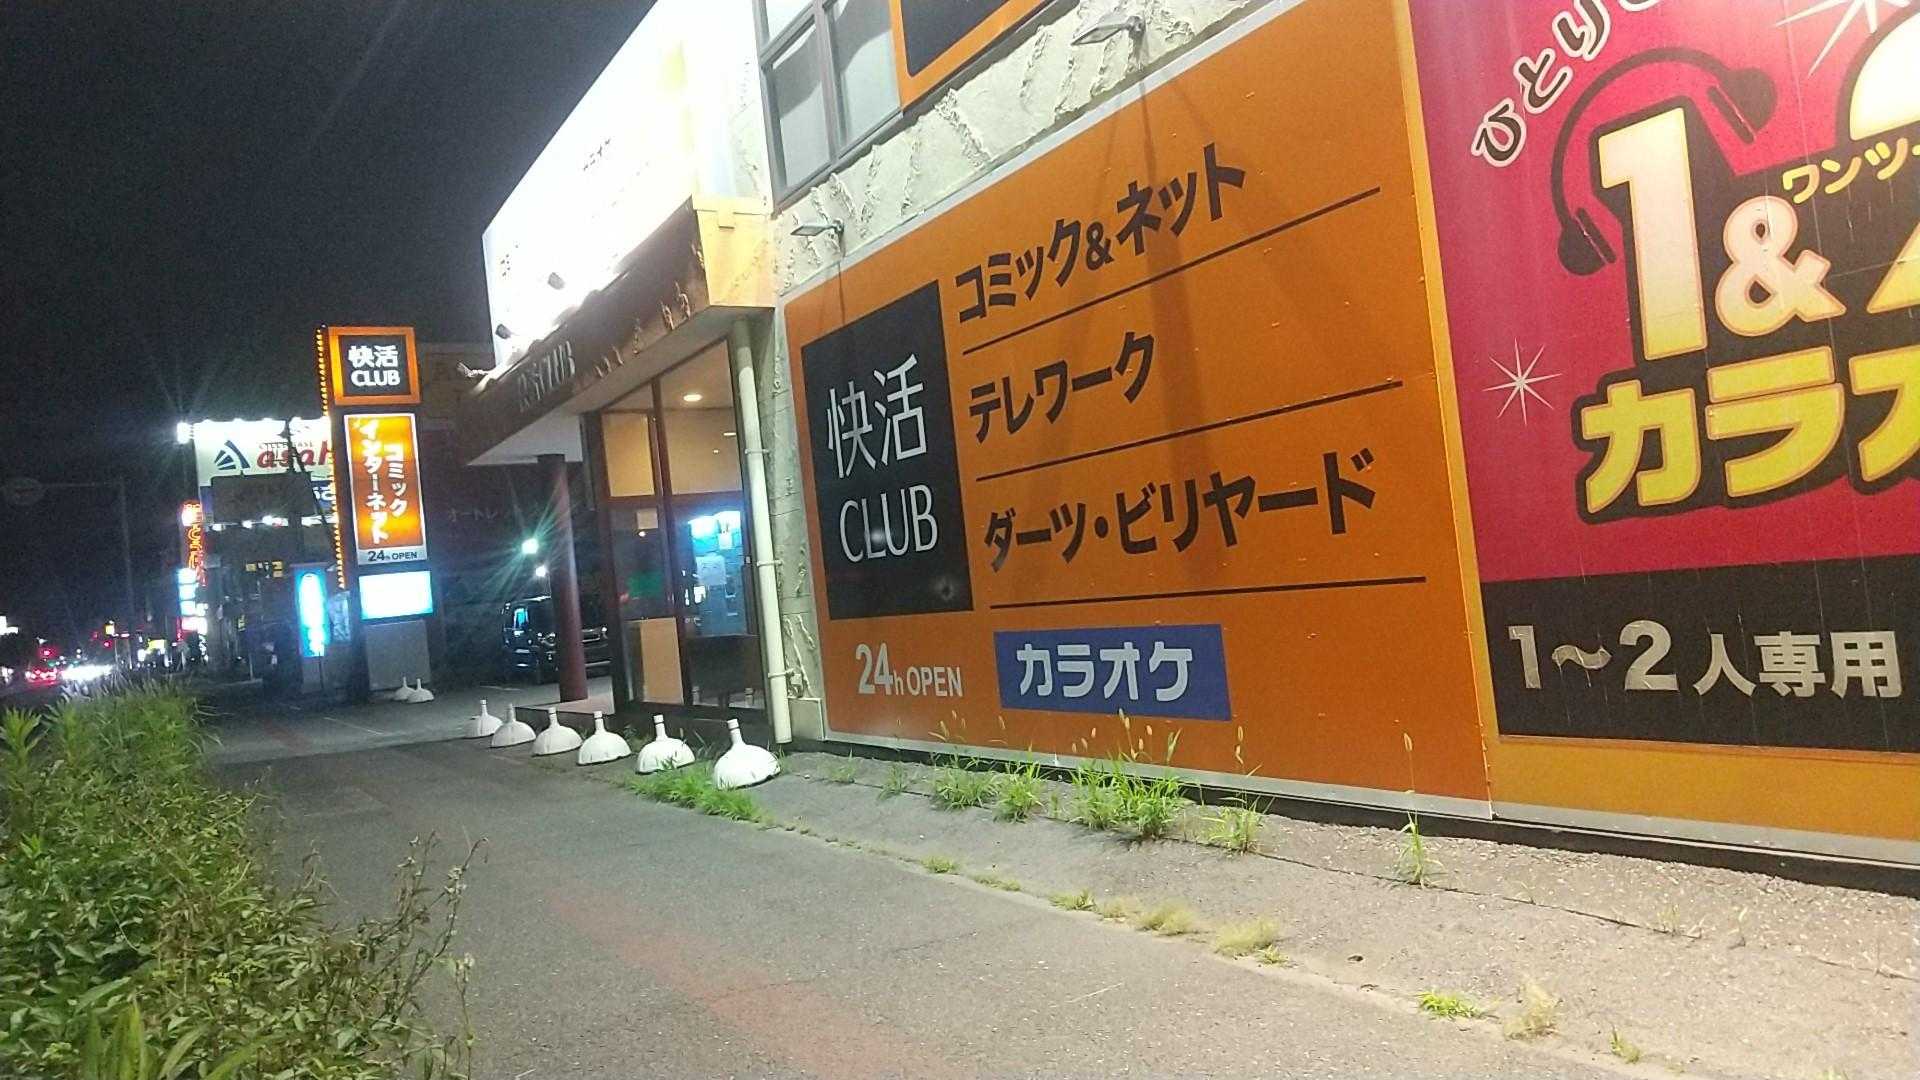 快活
CLUB
コミック
インターネット
24h OPEN
快活
CLUB
コミック&ネット
テレワーク
ダーツ・ビリヤード
24h OPEN
カラオケ
ひとり
1&2
ワンツー
カラオ
1〜2人専用